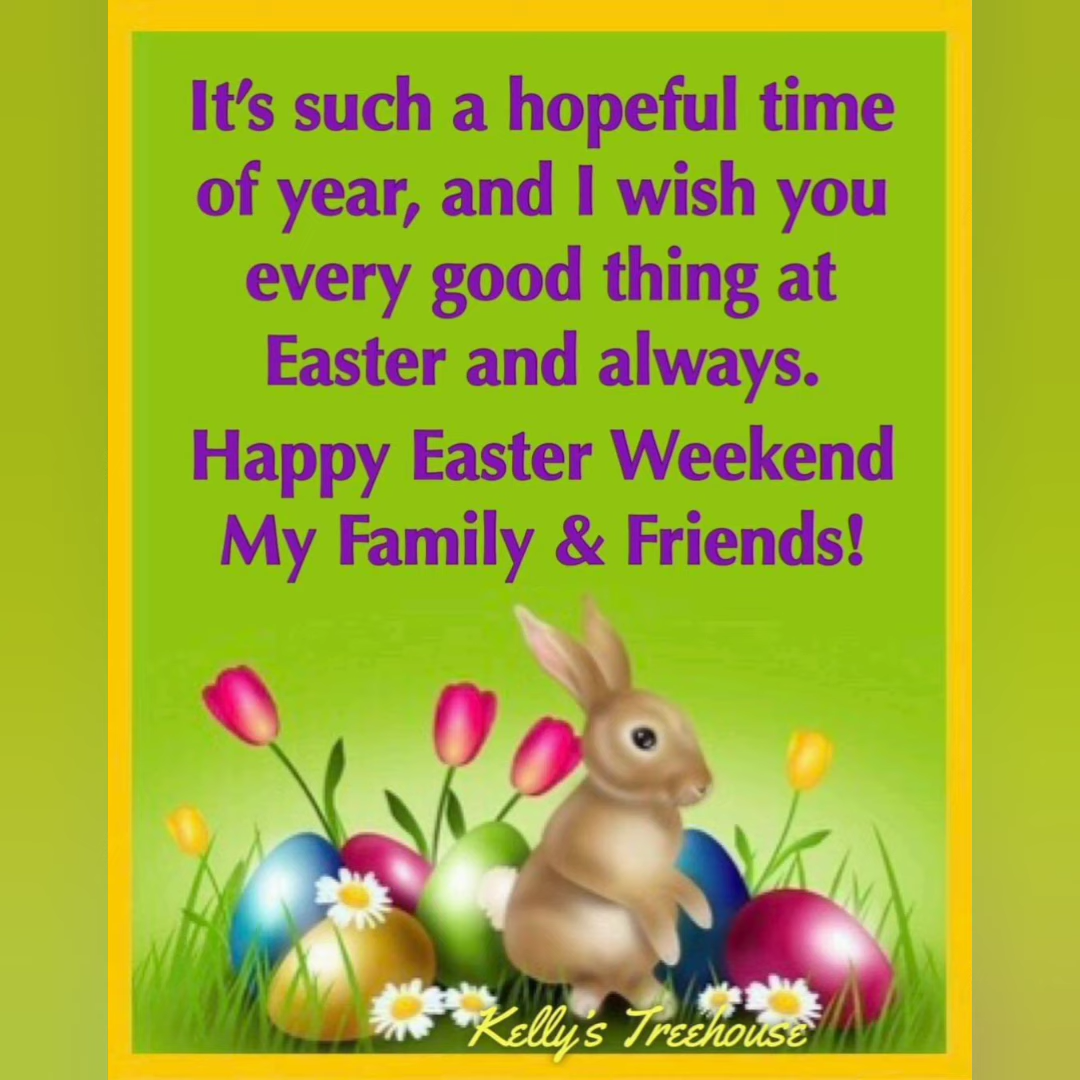 It's such a hopeful time
of year, and I wish you
every good thing at
Easter and always.
Happy Easter Weekend
My Family & Friends!
Kelly's Treehouse